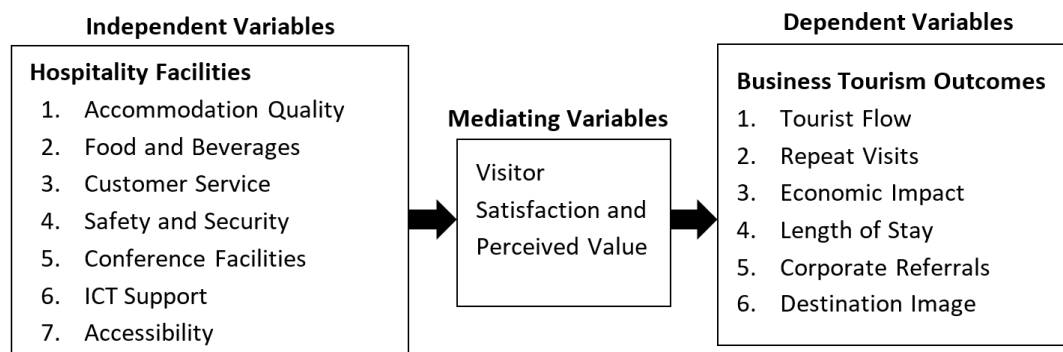 Independent Variables
Hospitality Facilities
1. Accommodation Quality
2. Food and Beverages
3. Customer Service
4. Safety and Security
5. Conference Facilities
6. ICT Support
7. Accessibility
Mediating Variables
Visitor
Satisfaction and
Perceived Value
Dependent Variables
Business Tourism Outcomes
1. Tourist Flow
2. Repeat Visits
3. Economic Impact
4. Length of Stay
5. Corporate Referrals
6. Destination Image